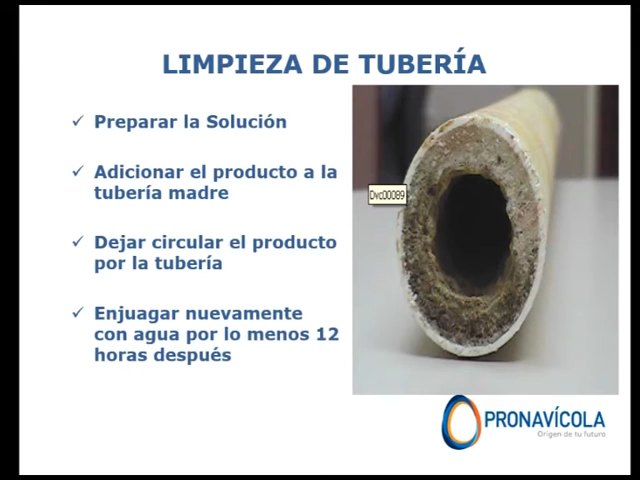 LIMPIEZA DE TUBERÍA
✓ Preparar la Solución
✓ Adicionar el producto a la
tubería madre
✓ Dejar circular el producto
por la tubería
✓ Enjuagar nuevamente
con agua por lo menos 12
horas después
Dvc00089
PRONAVÍCOLA
Origen de tu futuro